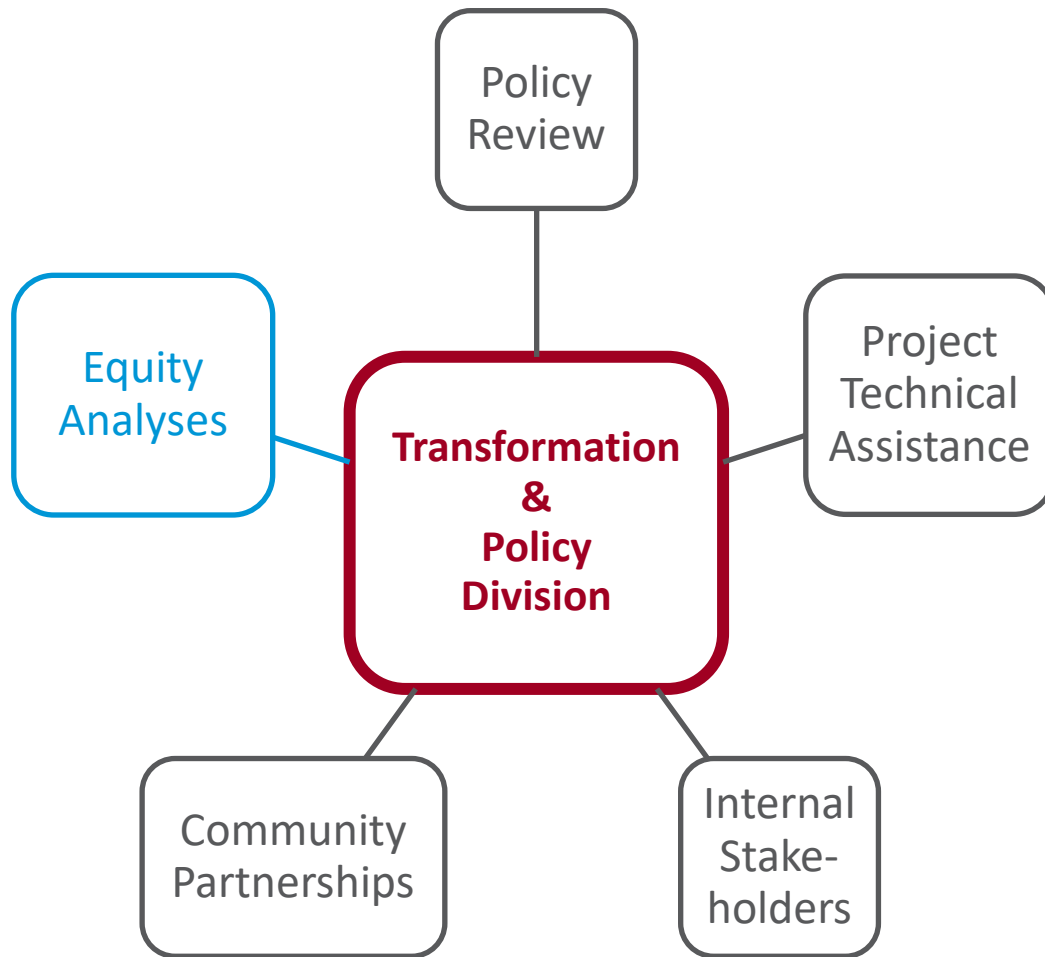 Policy
Review
Equity
Analyses
Project
Technical
Assistance
Transformation
&
Policy
Division
Community
Partnerships
Internal
Stake-
holders